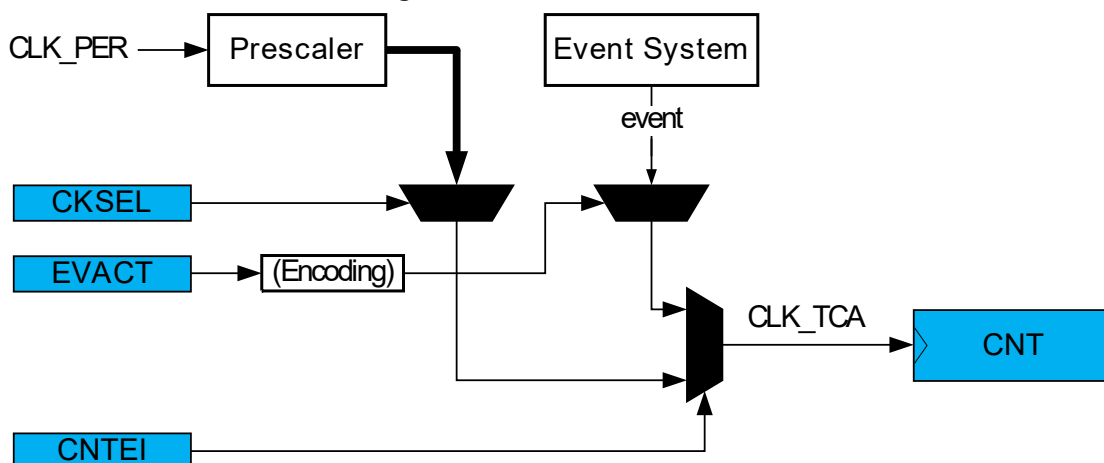 CLK_PER
Prescaler
Event System
event
CKSEL
EVACT
(Encoding)
CLK_TCA
CNT
CNTEI